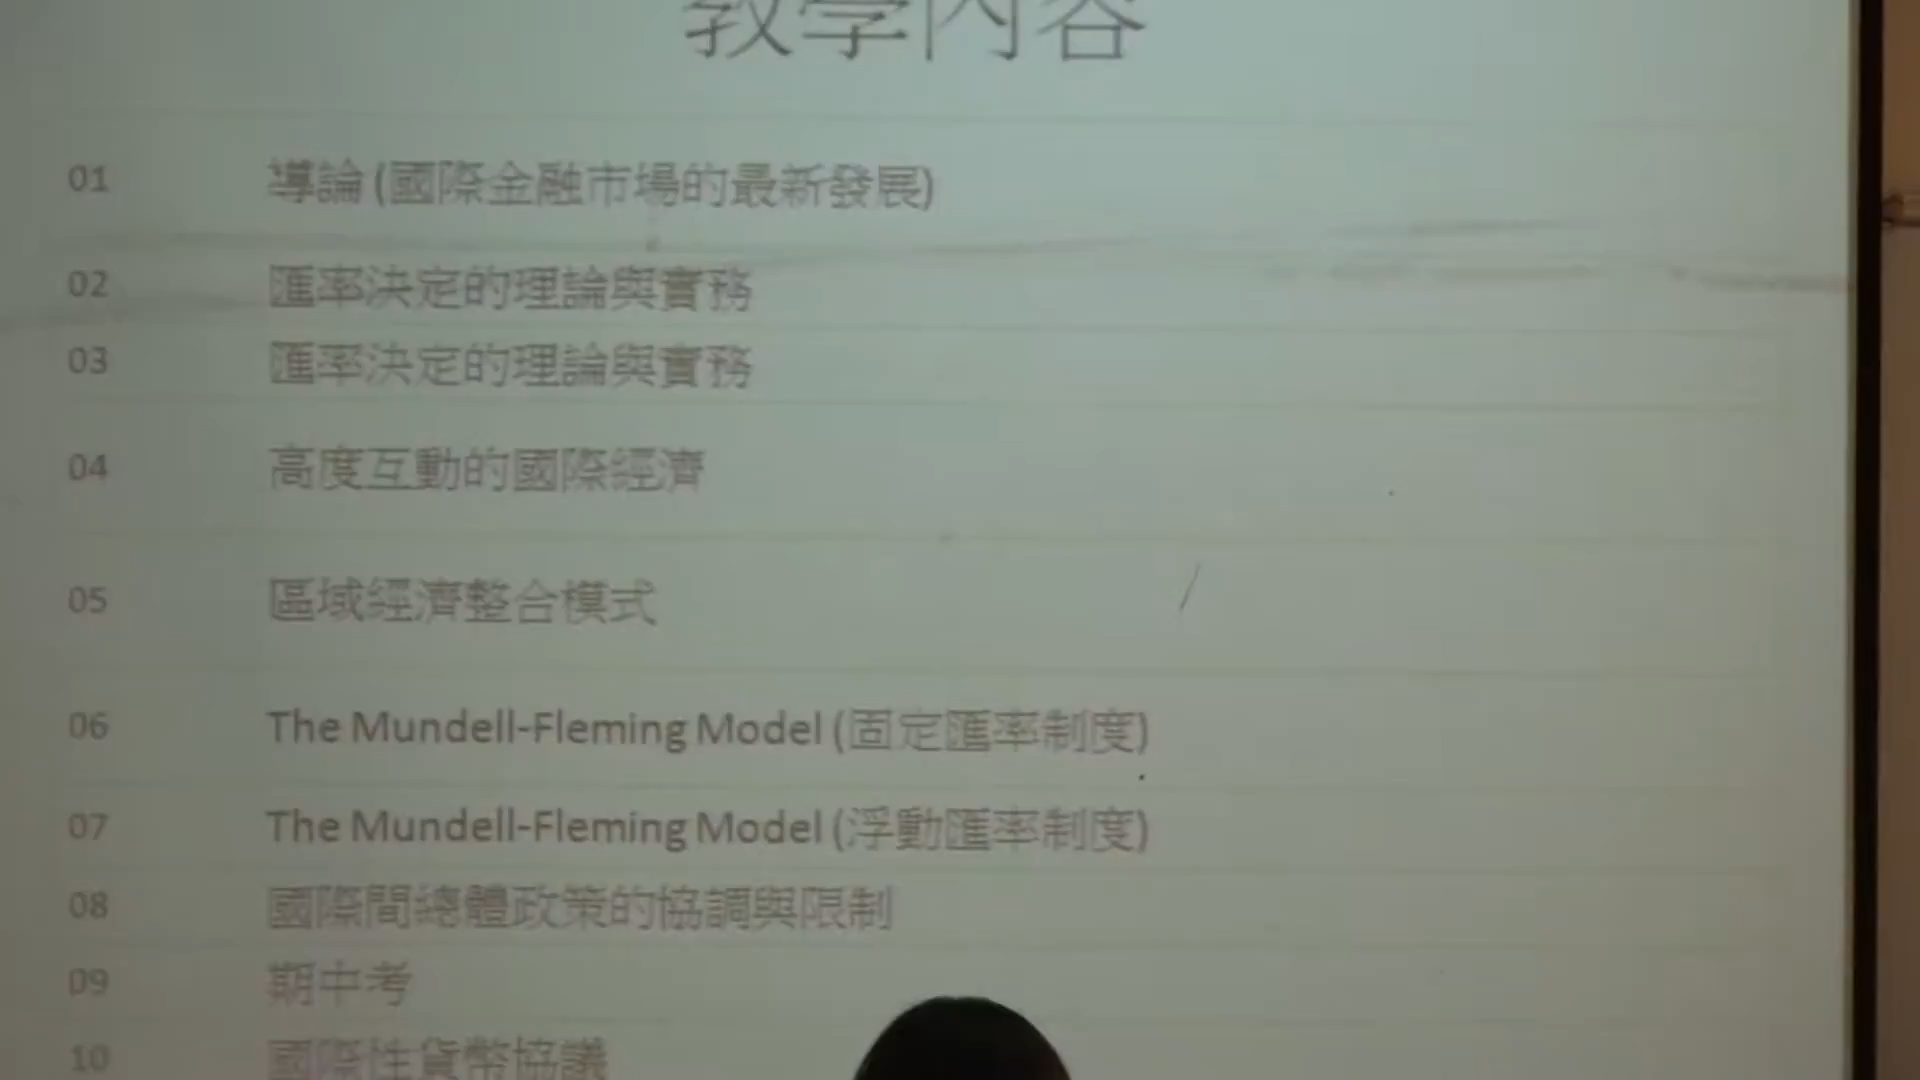 教學內容
01 導論 (國際金融市場的最新發展)
02 匯率決定的理論與實務
03 匯率決定的理論與實務
04 高度互動的國際經濟
05 區域經濟整合模式
06 The Mundell-Fleming Model (固定匯率制度)
07 The Mundell-Fleming Model (浮動匯率制度)
08 國際間總體政策的協調與限制
09 期中考
10 國際性貨幣協議